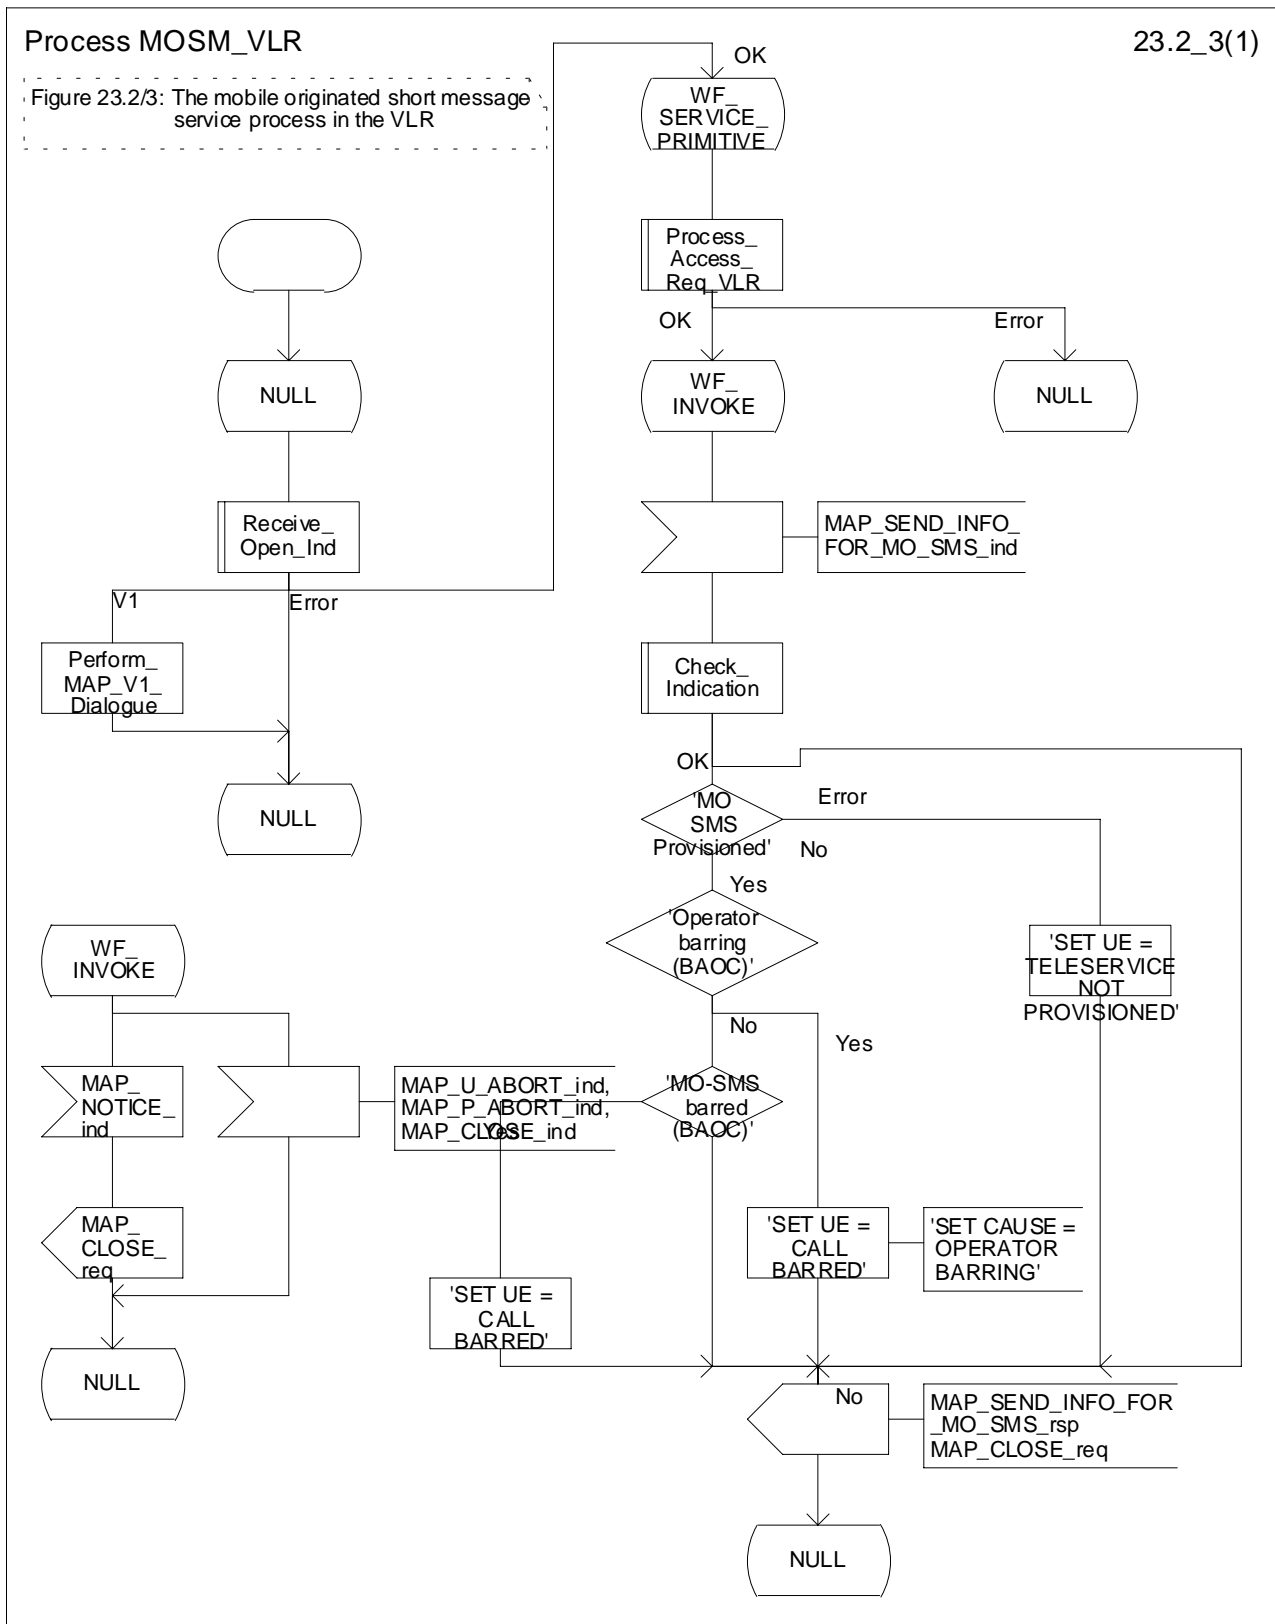 Process MOSM_VLR
23.2_3(1)
Figure 23.2/3: The mobile originated short message
service process in the VLR
OK
WF_
SERVICE_
PRIMITIVE
Process_
Access_
Req_VLR
OK
Error
NULL
WF_
INVOKE
NULL
Receive_
Open_Ind
MAP_SEND_INFO_
FOR_MO_SMS_ind
V1
Error
Perform_
MAP_V1_
Dialogue
Check_
Indication
OK
NULL
'MO
SMS
Provisioned'
Error
No
Yes
'Operator
barring
(BAOC)'
'SET UE =
TELESERVICE
NOT
PROVISIONED'
WF_
INVOKE
No
Yes
MAP_
NOTICE_
ind
MAP_U_ABORT_ind,
MAP_P_ABORT_ind,
MAP_CLOSE_ind
Yes
'MO-SMS
barred
(BAOC)'
MAP_
CLOSE_
req
'SET UE =
CALL
BARRED'
'SET CAUSE =
OPERATOR
BARRING'
'SET UE =
CALL
BARRED'
NULL
No
MAP_SEND_INFO_FOR
_MO_SMS_rsp
MAP_CLOSE_req
NULL